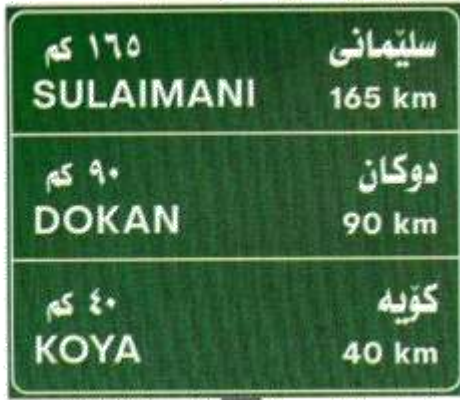 سلێمانی ١٦٥ كم
SULAIMANI 165 km
دوكان ٩٠ كم
DOKAN 90 km
كۆیه ٤٠ كم
KOYA 40 km